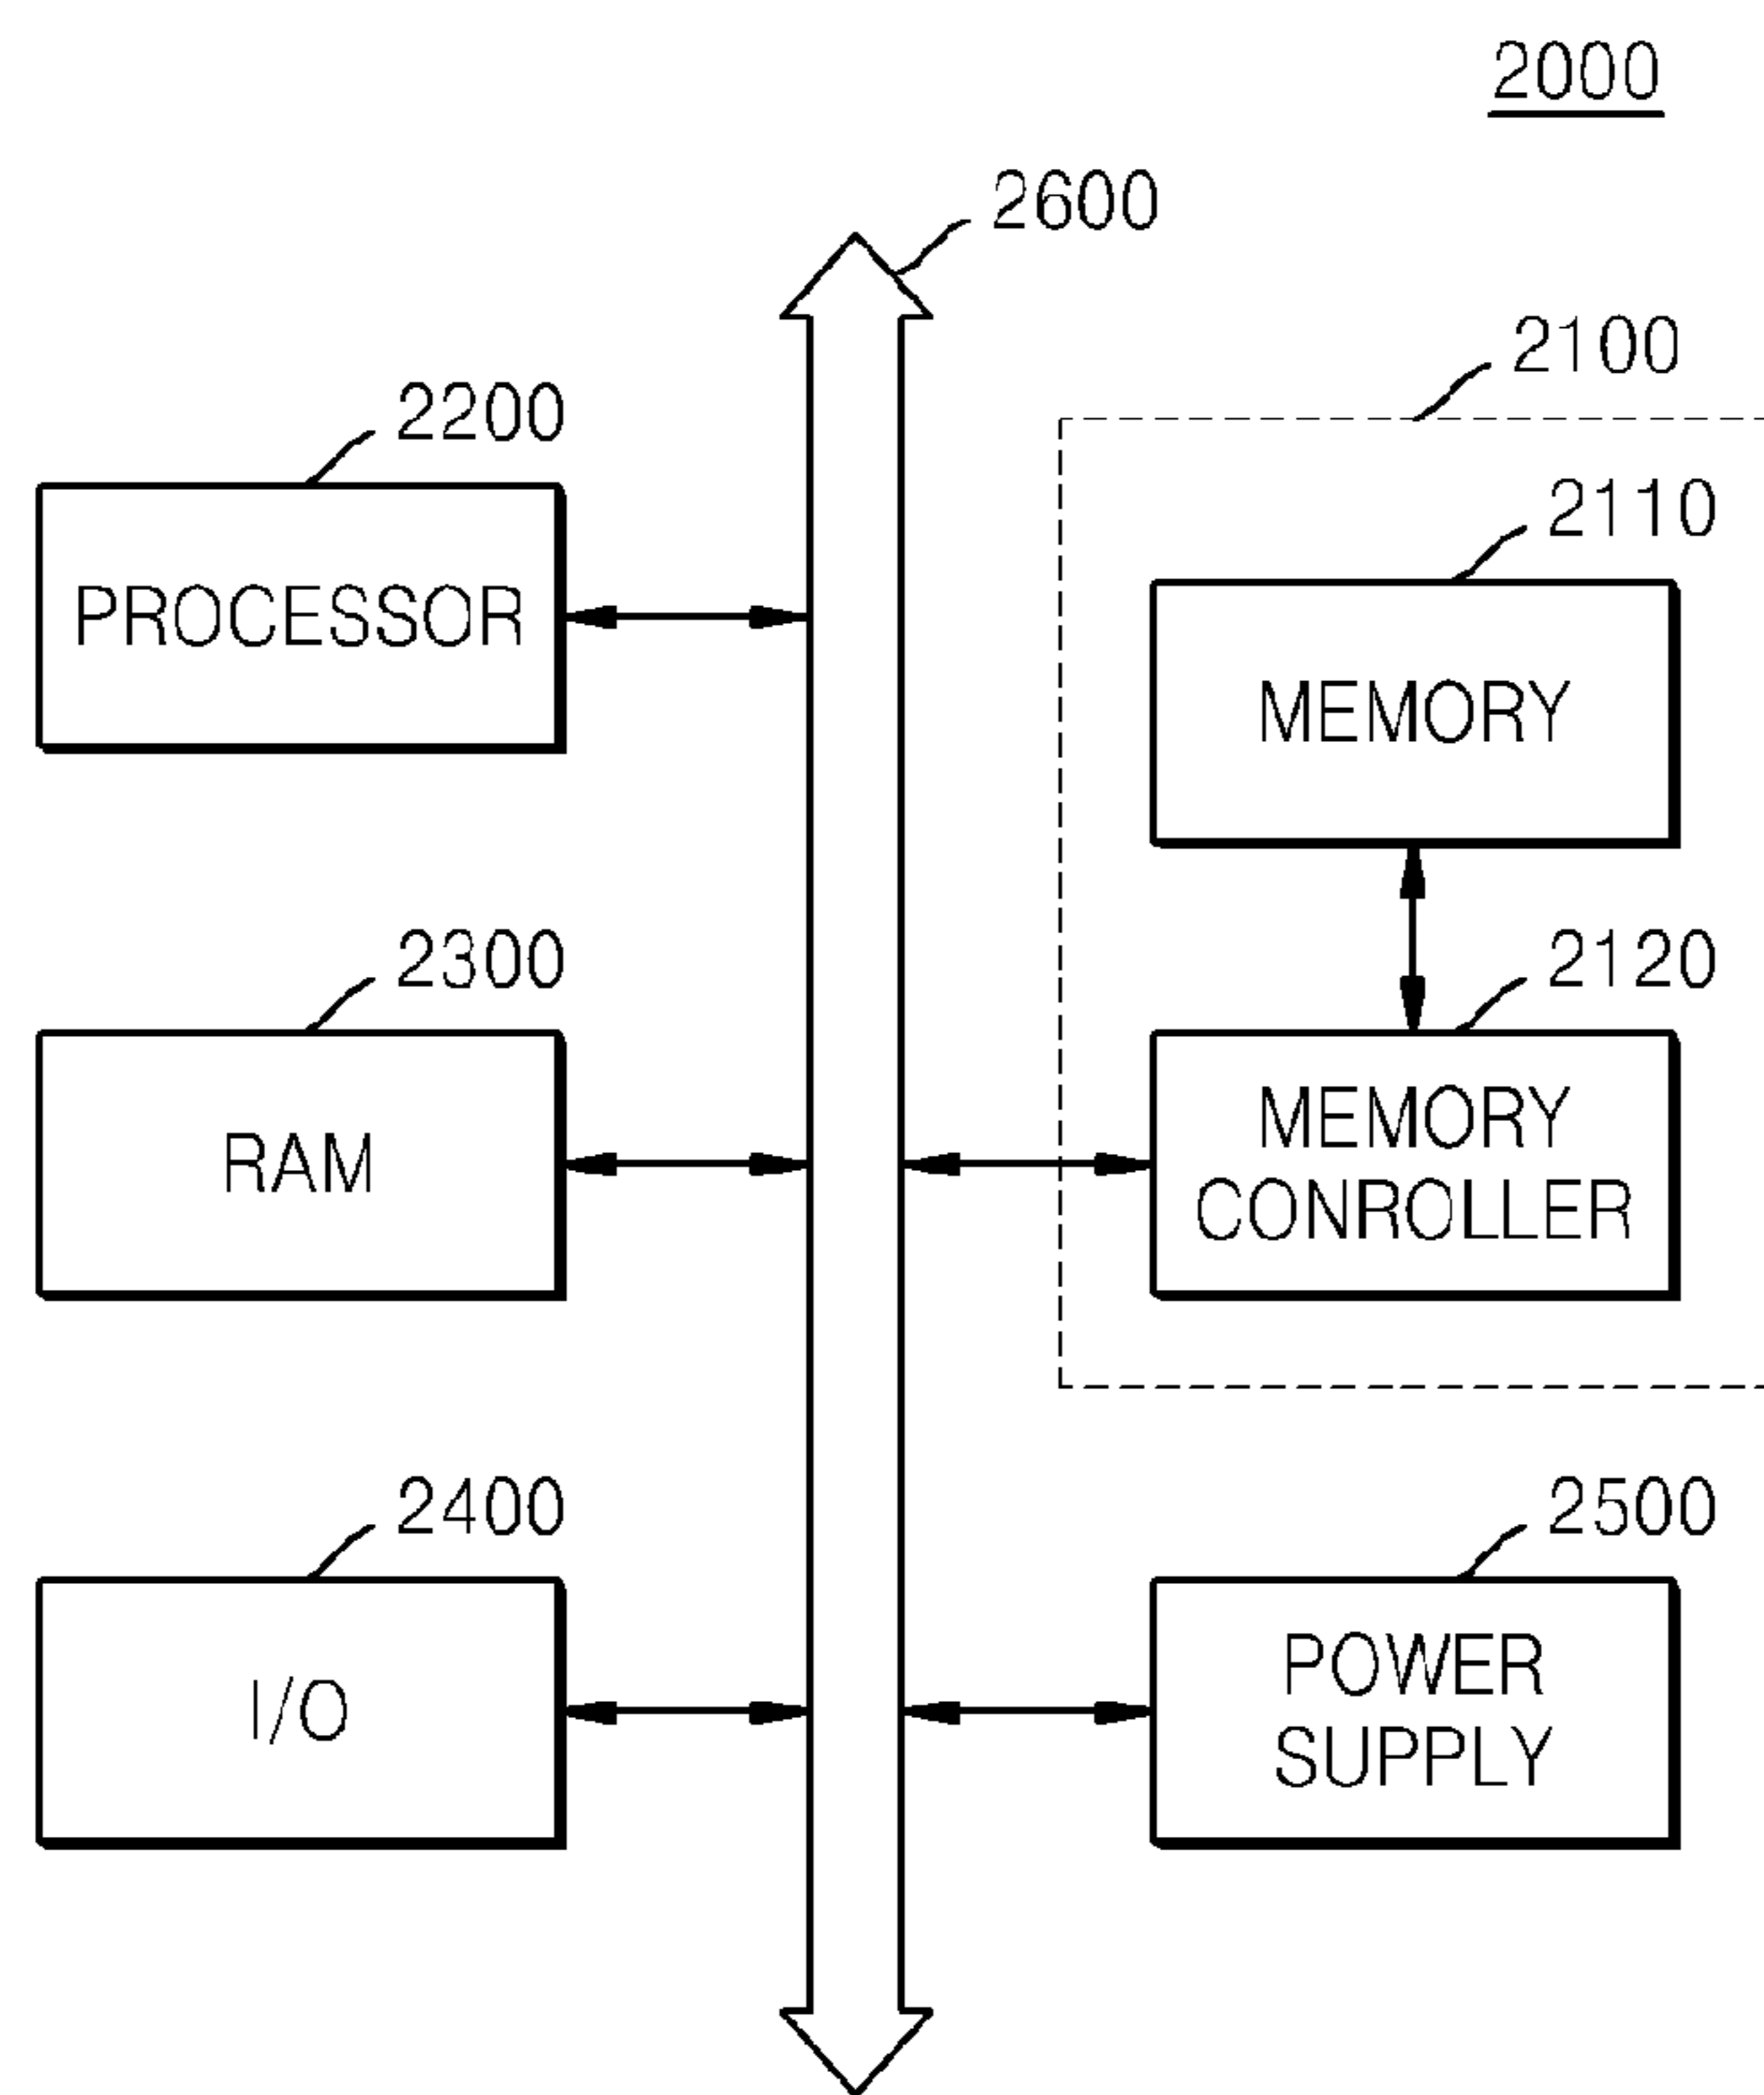 2000
2600
2100
2200
2110
PROCESSOR
MEMORY
2300
2120
RAM
MEMORY
CONROLLER
2400
2500
I/O
POWER
SUPPLY